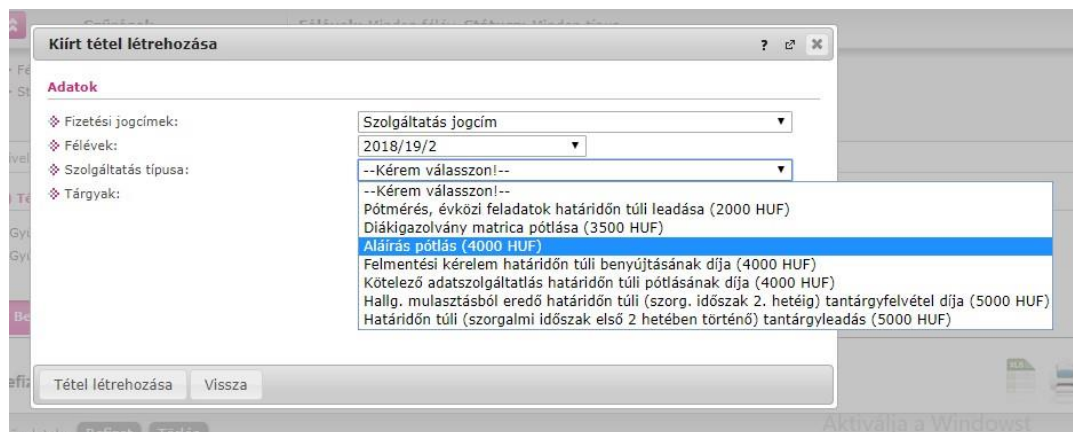 Kiírt tétel létrehozása
?
Adatok
Fizetési jogcímek: Szolgáltatás jogcím
Félévek: 2018/19/2
Szolgáltatás típusa: --Kérem válasszon!--
Tárgyak:
--Kérem válasszon!--
Pótmérés, évközi feladatok határidőn túli leadása (2000 HUF)
Diákigazolvány matrica pótlása (3500 HUF)
Aláírás pótlás (4000 HUF)
Felmentési kérelem határidőn túli benyújtásának díja (4000 HUF)
Kötelező adatszolgáltatlás határidőn túli pótlásának díja (4000 HUF)
Hallg. mulasztásból eredő határidőn túli (szorg. időszak 2. hetéig) tantárgyfelvétel díja (5000 HUF)
Határidőn túli (szorgalmi időszak első 2 hetében történő) tantárgyleadás (5000 HUF)
Tétel létrehozása Vissza
Aktiválja a Windowst